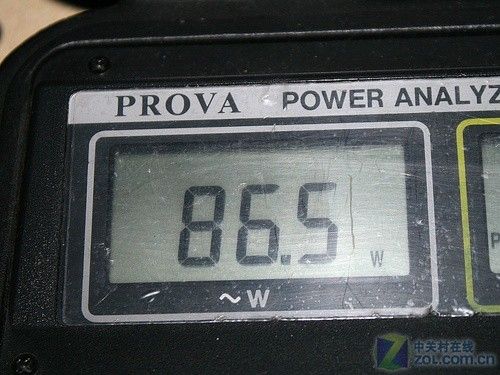 PROVA POWER ANALYZ
86.5
W
P
~W
中关村在线
zol.com.cn